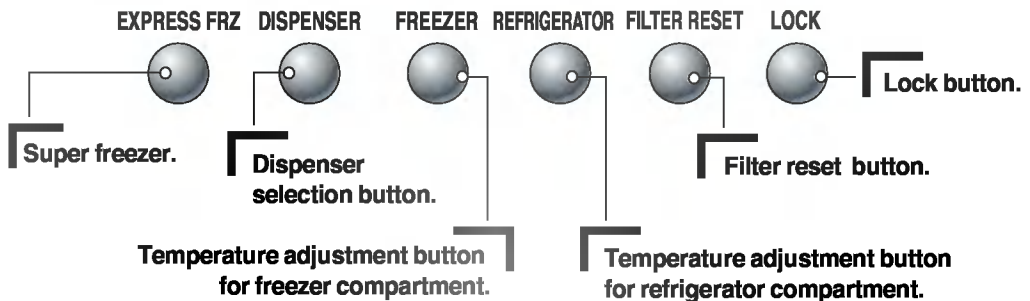 EXPRESS FRZ DISPENSER FREEZER REFRIGERATOR FILTER RESET LOCK
Lock button.
Super freezer.
Dispenser
selection button.
Filter reset button.
Temperature adjustment button
for freezer compartment.
Temperature adjustment button
for refrigerator compartment.